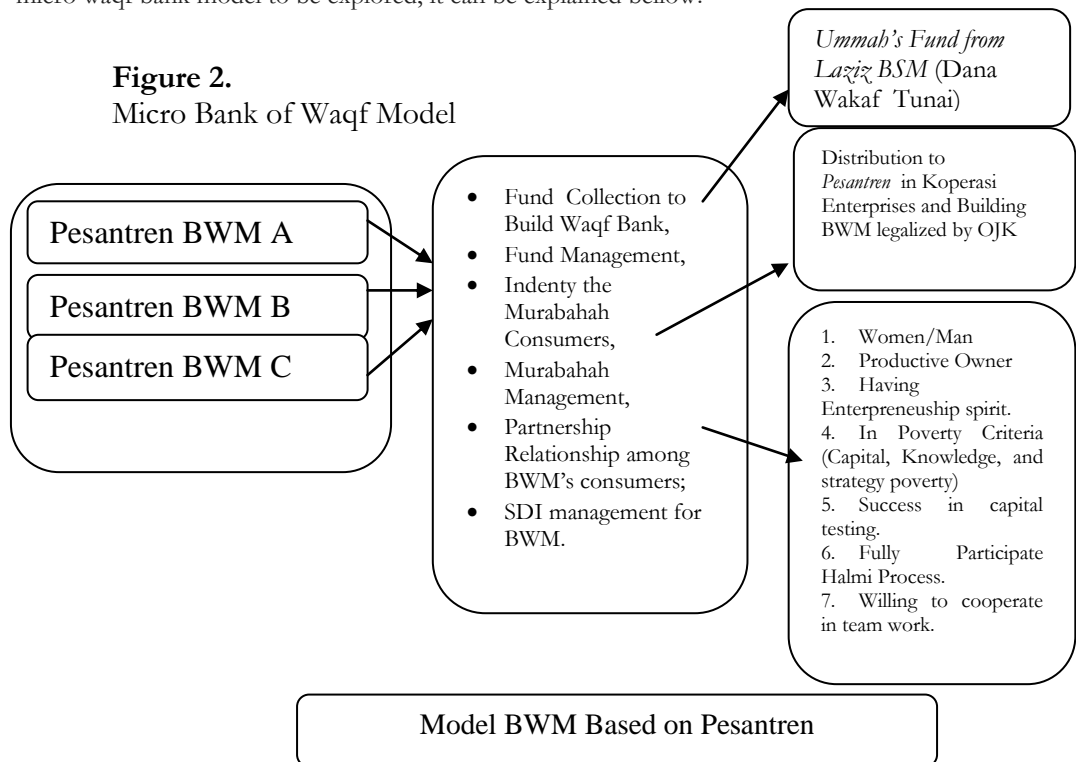 micro waqf bank model to be explored, it can be explained bellow:
Figure 2.
Micro Bank of Waqf Model
Pesantren BWM A
Pesantren BWM B
Pesantren BWM C
• Fund Collection to
Build Waqf Bank,
• Fund Management,
• Indenty the
Murabahah
Consumers,
• Murabahah
Management,
• Partnership
Relationship among
BWM's consumers;
• SDI management for
BWM.
Ummah's Fund from
Laziz BSM (Dana
Wakaf Tunai)
Distribution to
Pesantren in Koperasi
Enterprises and Building
BWM legalized by OJK
1. Women/Man
2. Productive Owner
3. Having
Enterpreneuship spirit.
4. In Poverty Criteria
(Capital, Knowledge, and
strategy poverty)
5. Success in capital
testing.
6. Fully Participate
Halmi Process.
7. Willing to cooperate
in team work.
Model BWM Based on Pesantren